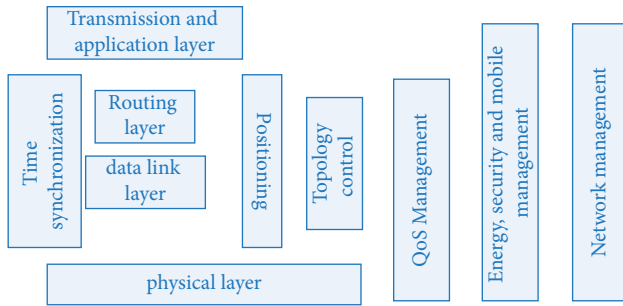 Transmission and
application layer
Time
synchronization
Routing
layer
data link
layer
Positioning
Topology
control
QoS Management
Energy, security and mobile
management
Network management
physical layer